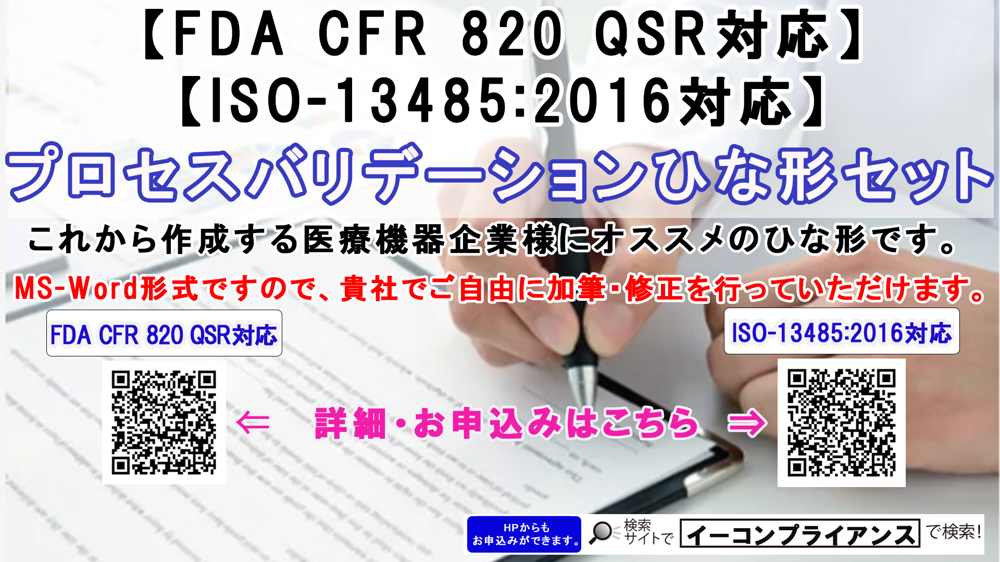 【FDA CFR 820 QSR対応】
【ISO-13485:2016対応】
プロセスバリデーションひな形セット
これから作成する医療機器企業様にオススメのひな形です。
MS-Word形式ですので、貴社でご自由に加筆・修正を行っていただけます。
FDA CFR 820 QSR対応
ISO-13485:2016対応
⇐ 詳細・お申込みはこちら ⇒
HPからも
お申込みができます。
検索
サイトで
イーコンプライアンス
で検索!